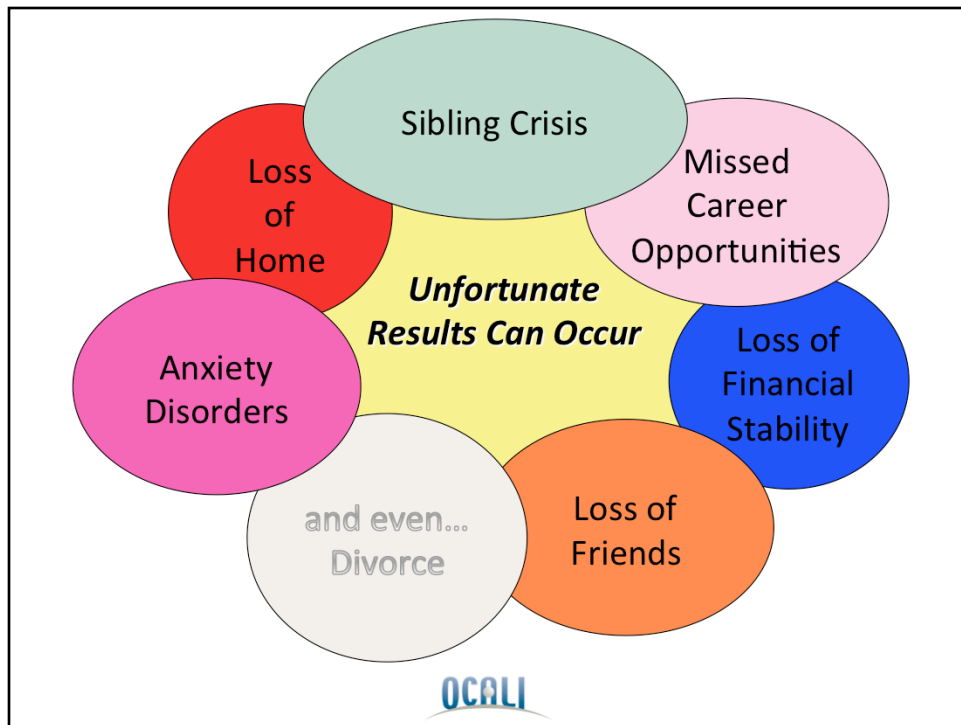 Sibling Crisis
Missed
Career
Opportunities
Loss
of
Home
Unfortunate
Results Can Occur
Loss of
Financial
Stability
Anxiety
Disorders
Loss of
Friends
and even...
Divorce
OCALI